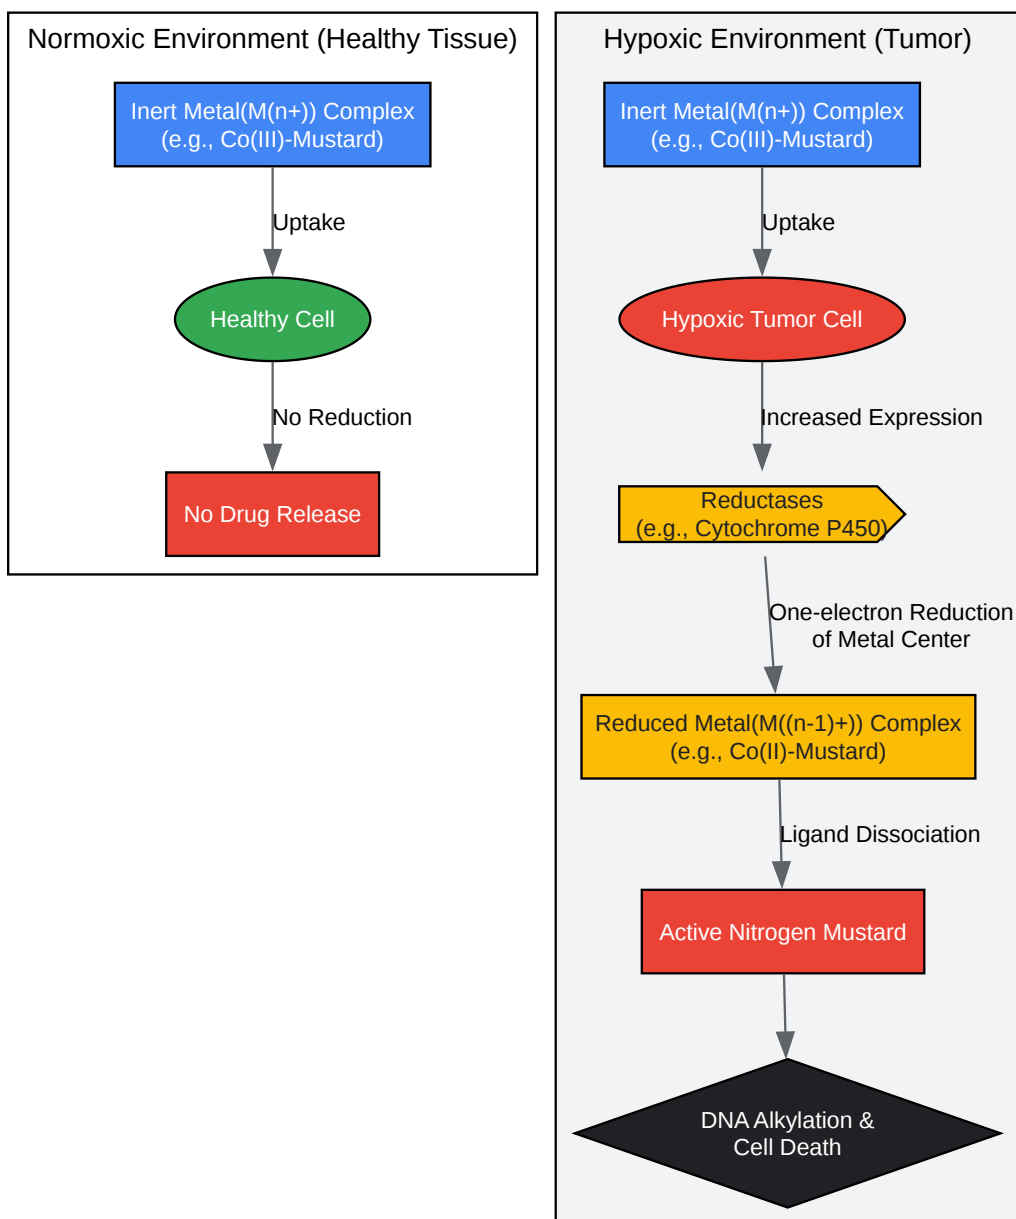 Normoxic Environment (Healthy Tissue)
Inert Metal(M(n+)) Complex
(e.g., Co(III)-Mustard)
Uptake
Healthy Cell
No Reduction
No Drug Release
Hypoxic Environment (Tumor)
Inert Metal(M(n+)) Complex
(e.g., Co(III)-Mustard)
Uptake
Hypoxic Tumor Cell
Increased Expression
Reductases
(e.g., Cytochrome P450)
One-electron Reduction
of Metal Center
Reduced Metal(M((n-1)+)) Complex
(e.g., Co(II)-Mustard)
Ligand Dissociation
Active Nitrogen Mustard
DNA Alkylation &
Cell Death